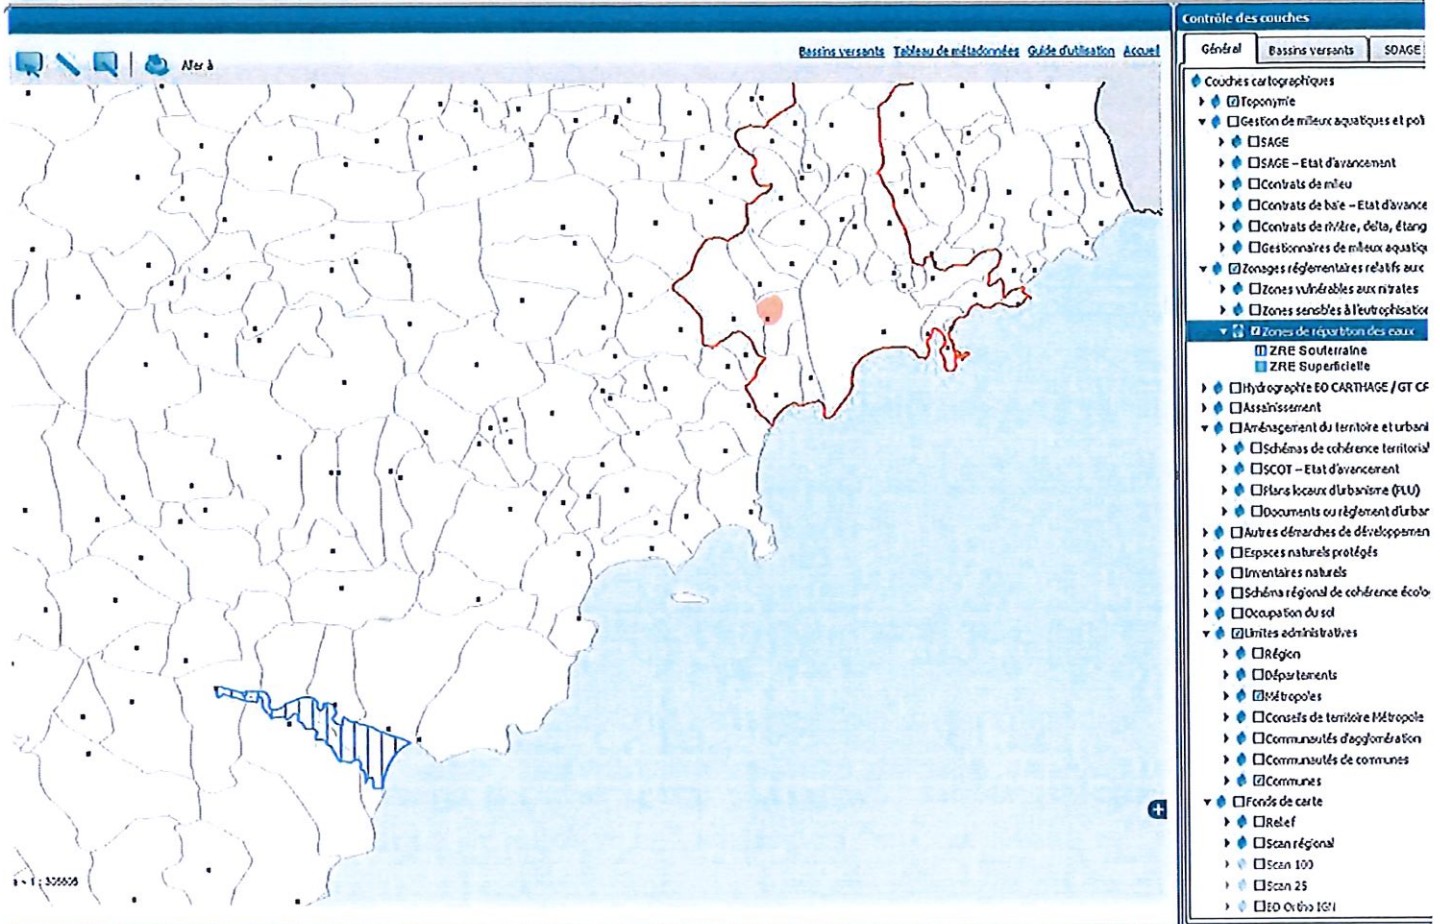 Contrôle des couches
Aller à
Bassins versants Tableau de métadonnées Guide d'utilisation Accueil
Général Bassins versants SDAGE
Couches cartographiques
Toponymie
Gestion de milieux aquatiques et pol
SAGE
SAGE – Etat d'avancement
Contrats de milieu
Contrats de baie – Etat d'avance
Contrats de rivière, delta, étang
Gestionnaires de milieux aquatiq
Zonages réglementaires relatifs aux
Zones vulnérables aux nitrates
Zones sensibles à l'eutrophisation
Zones de répartition des eaux
ZRE Souterraine
ZRE Superficielle
Hydrographie BD CARTHAGE / GT CP
Assainissement
Aménagement du territoire et urbani
Schémas de cohérence territorial
SCOT – Etat d'avancement
Plans locaux d'urbanisme (PLU)
Documents ou règlement d'urbar
Autres démarches de développemen
Espaces naturels protégés
Inventaires naturels
Schéma régional de cohérence écolo
Occupation du sol
Limites administratives
Région
Départements
Métropoles
Conseils de territoire Métropole
Communautés d'agglomération
Communautés de communes
Communes
Fonds de carte
Relief
Scan régional
Scan 100
Scan 25
BD Ortho IGN